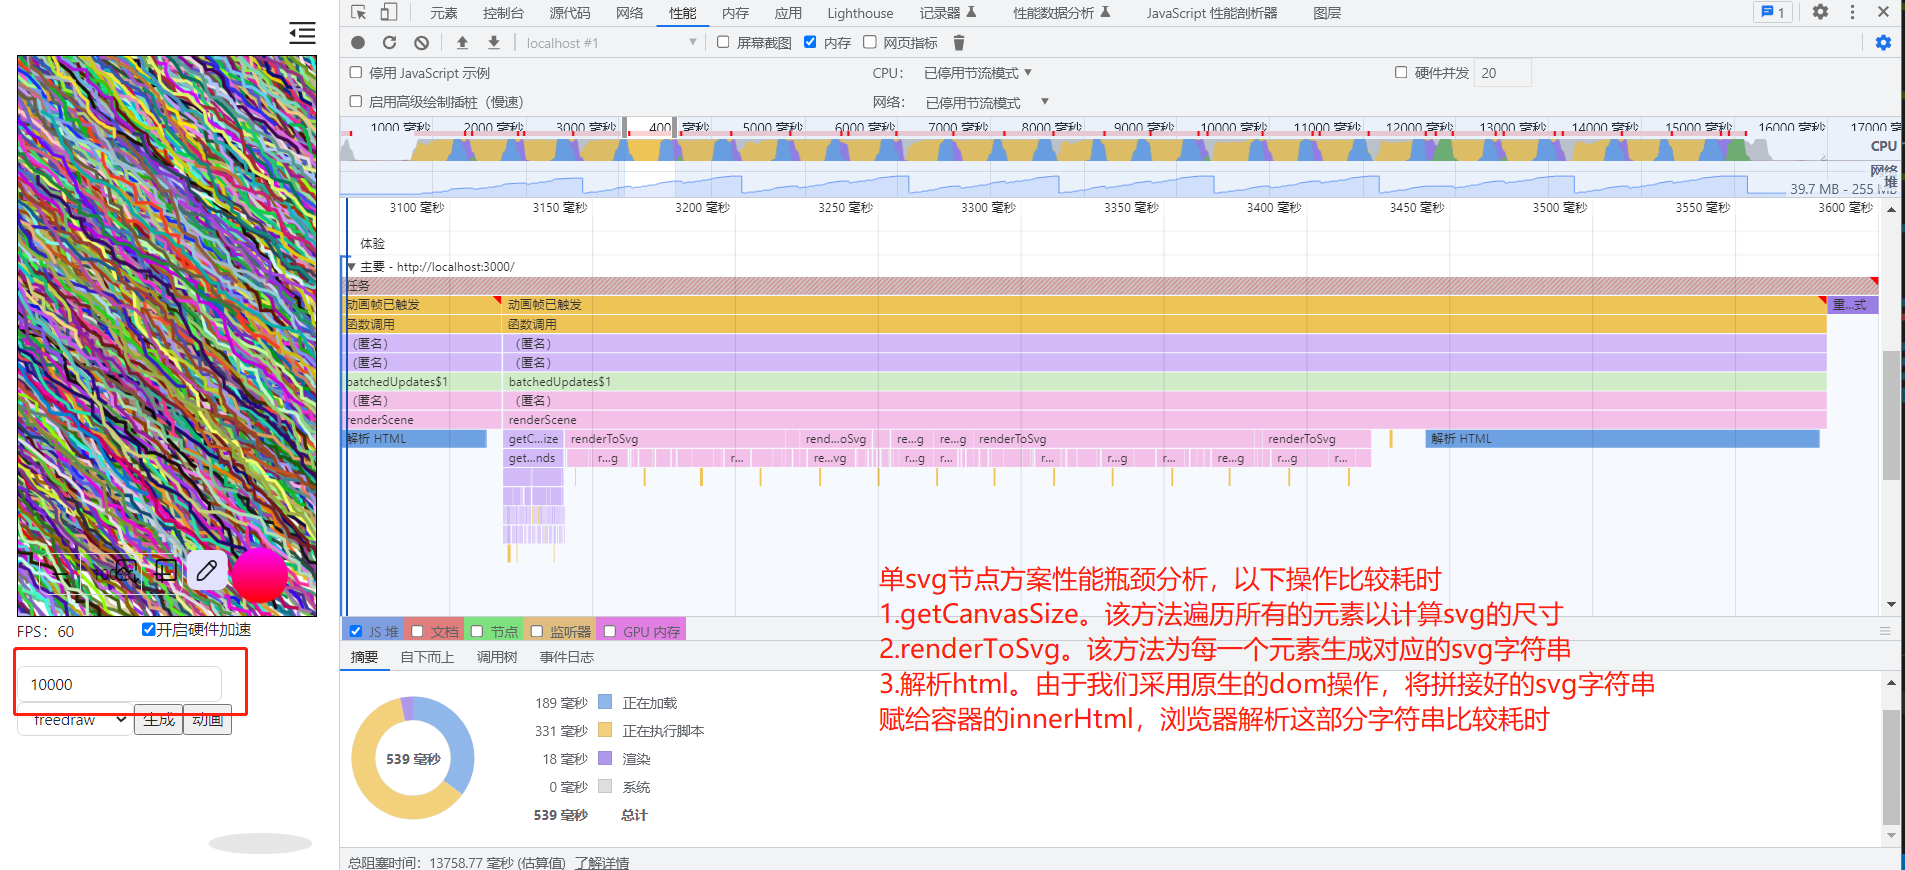 元素 控制台 源代码 网络 性能 内存 应用 Lighthouse 记录器 性能数据分析 JavaScript 性能剖析器 图层 1
localhost #1 屏幕截图 内存 网页指标
停用 JavaScript 示例 CPU： 已停用节流模式 硬件并发 20
启用高级绘制插桩（慢速） 网络： 已停用节流模式
1000 毫秒 2000 毫秒 3000 毫秒 400 毫秒 5000 毫秒 6000 毫秒 7000 毫秒 8000 毫秒 9000 毫秒 10000 毫秒 11000 毫秒 12000 毫秒 13000 毫秒 14000 毫秒 15000 毫秒 16000 毫秒 17000
CPU
网络
堆
39.7 MB - 255 M
3100 毫秒 3150 毫秒 3200 毫秒 3250 毫秒 3300 毫秒 3350 毫秒 3400 毫秒 3450 毫秒 3500 毫秒 3550 毫秒 3600 毫秒
体验
主要 - http://localhost:3000/
任务
动画帧已触发 动画帧已触发 重...式
函数调用 函数调用
（匿名） （匿名）
（匿名） （匿名）
batchedUpdates$1 batchedUpdates$1
（匿名） （匿名）
renderScene renderScene
解析 HTML getC...ize renderToSvg rend...oSvg re...g re...g renderToSvg renderToSvg 解析 HTML
get...nds r...g r... re...vg r...g r... r... r...g r... re...g r...g r...
单svg节点方案性能瓶颈分析，以下操作比较耗时
1.getCanvasSize。该方法遍历所有的元素以计算svg的尺寸
2.renderToSvg。该方法为每一个元素生成对应的svg字符串
3.解析html。由于我们采用原生的dom操作，将拼接好的svg字符串
赋给容器的innerHtml，浏览器解析这部分字符串比较耗时
FPS：60 开启硬件加速
10000
freedraw 生成 动画
JS 堆 文档 节点 监听器 GPU 内存
摘要 自下而上 调用树 事件日志
539 毫秒
189 毫秒 正在加载
331 毫秒 正在执行脚本
18 毫秒 渲染
0 毫秒 系统
539 毫秒 总计
总阻塞时间：13758.77 毫秒 (估算值) 了解详情